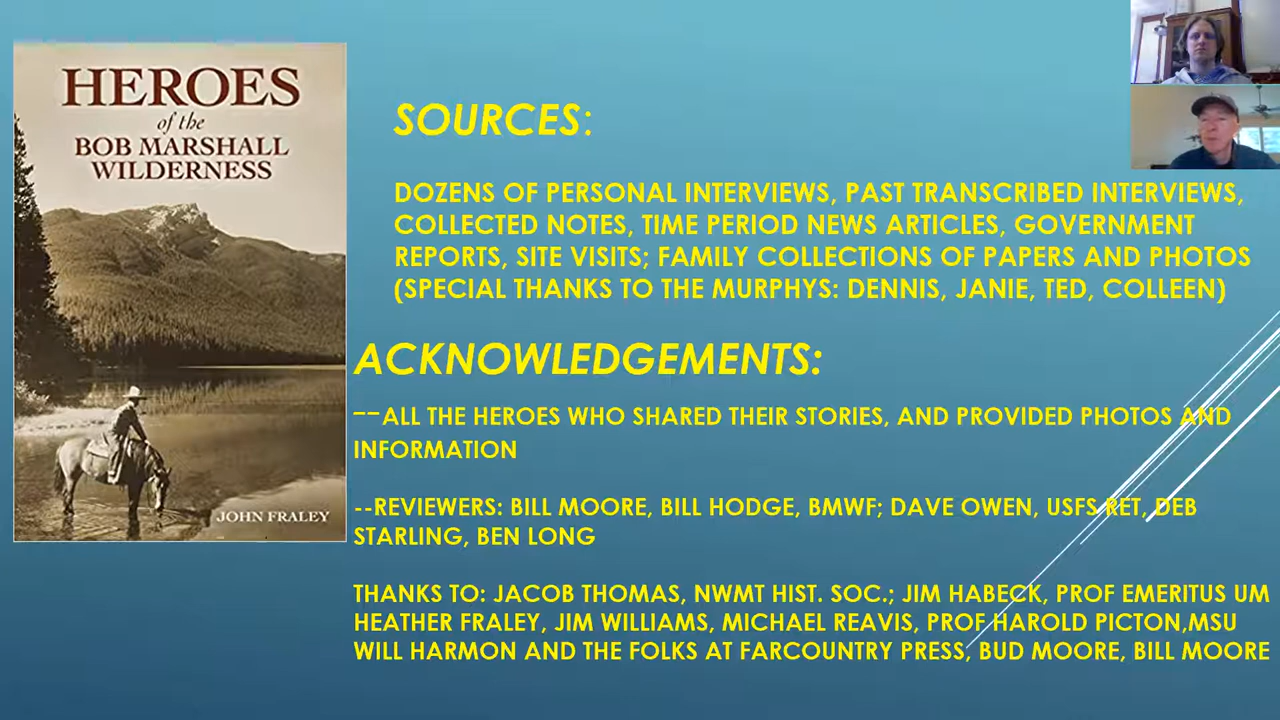 HEROES
of the
BOB MARSHALL
WILDERNESS
JOHN FRALEY
SOURCES:
DOZENS OF PERSONAL INTERVIEWS, PAST TRANSCRIBED INTERVIEWS,
COLLECTED NOTES, TIME PERIOD NEWS ARTICLES, GOVERNMENT
REPORTS, SITE VISITS; FAMILY COLLECTIONS OF PAPERS AND PHOTOS
(SPECIAL THANKS TO THE MURPHYS: DENNIS, JANIE, TED, COLLEEN)
ACKNOWLEDGEMENTS:
--ALL THE HEROES WHO SHARED THEIR STORIES, AND PROVIDED PHOTOS AND
INFORMATION
--REVIEWERS: BILL MOORE, BILL HODGE, BMWF; DAVE OWEN, USFS RET, DEB
STARLING, BEN LONG
THANKS TO: JACOB THOMAS, NWMT HIST. SOC.; JIM HABECK, PROF EMERITUS UM
HEATHER FRALEY, JIM WILLIAMS, MICHAEL REAVIS, PROF HAROLD PICTON,MSU
WILL HARMON AND THE FOLKS AT FARCOUNTRY PRESS, BUD MOORE, BILL MOORE